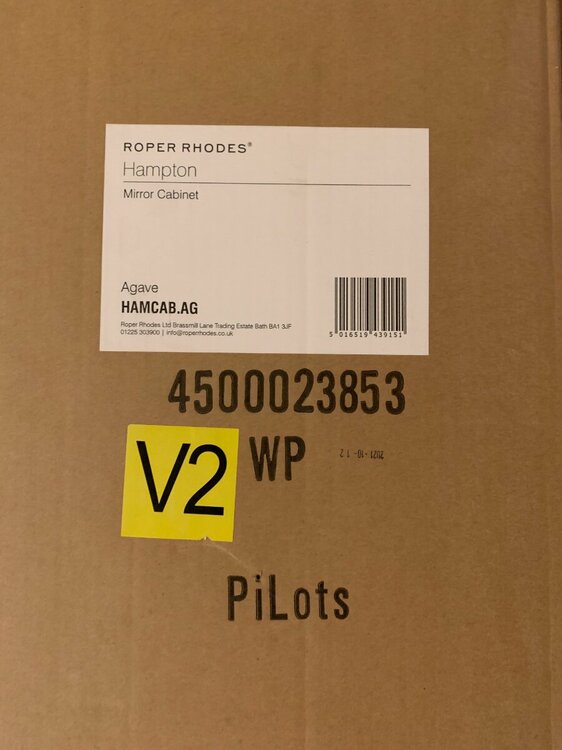 ROPER RHODES®
Hampton
Mirror Cabinet
Agave
HAMCAB.AG
Roper Rhodes Ltd Brassmill Lane Trading Estate Bath BA1 3JF
01225 303900 | info@roperrhodes.co.uk
5 016519 439151
4500023853
V2
WP
2021-10-12
PiLots